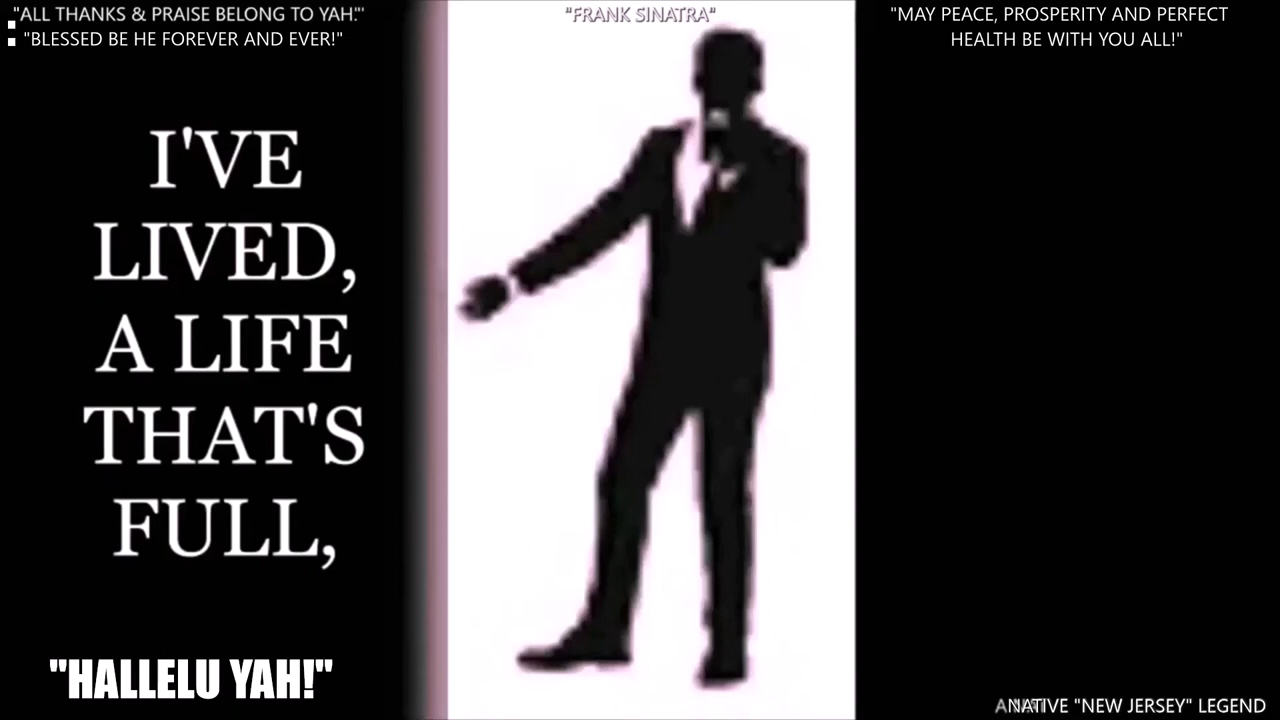 "ALL THANKS & PRAISE BELONG TO YAH!"
"BLESSED BE HE FOREVER AND EVER!"
"FRANK SINATRA"
"MAY PEACE, PROSPERITY AND PERFECT
HEALTH BE WITH YOU ALL!"
I'VE
LIVED,
A LIFE
THAT'S
FULL,
"HALLELU YAH!"
A NATIVE "NEW JERSEY" LEGEND